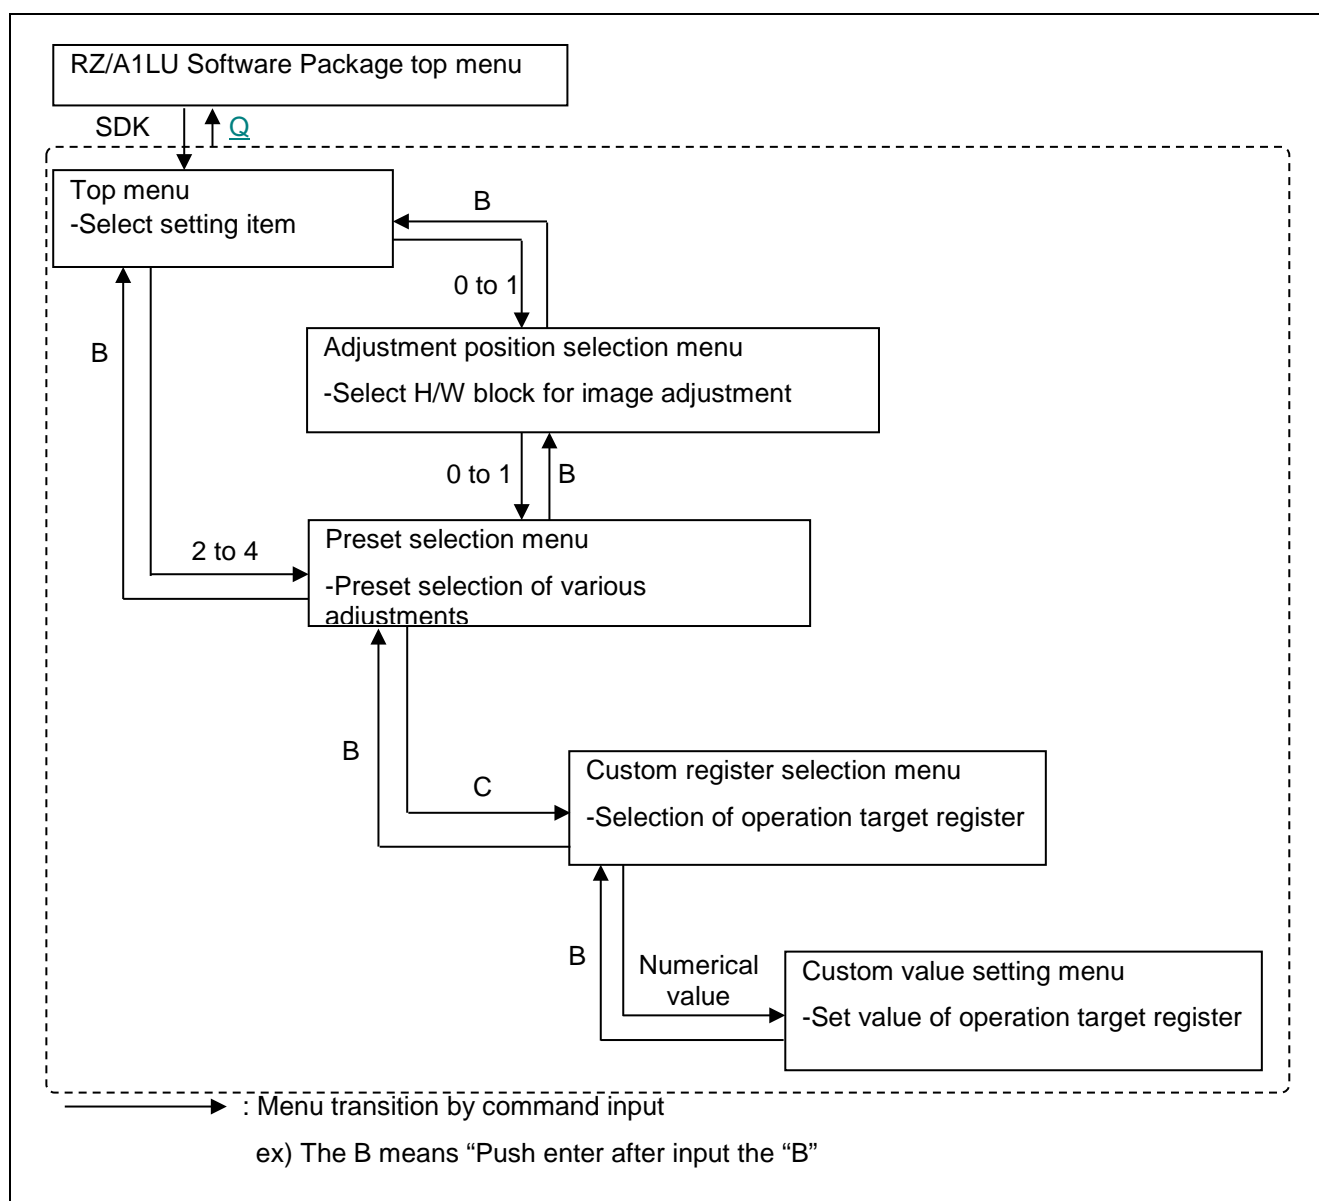 RZ/A1LU Software Package top menu
SDK
Q
Top menu
-Select setting item
B
0 to 1
B
Adjustment position selection menu
-Select H/W block for image adjustment
0 to 1
B
Preset selection menu
2 to 4
-Preset selection of various
adjustments
B
C
Custom register selection menu
-Selection of operation target register
B
Numerical
value
Custom value setting menu
-Set value of operation target register
: Menu transition by command input
ex) The B means “Push enter after input the “B”